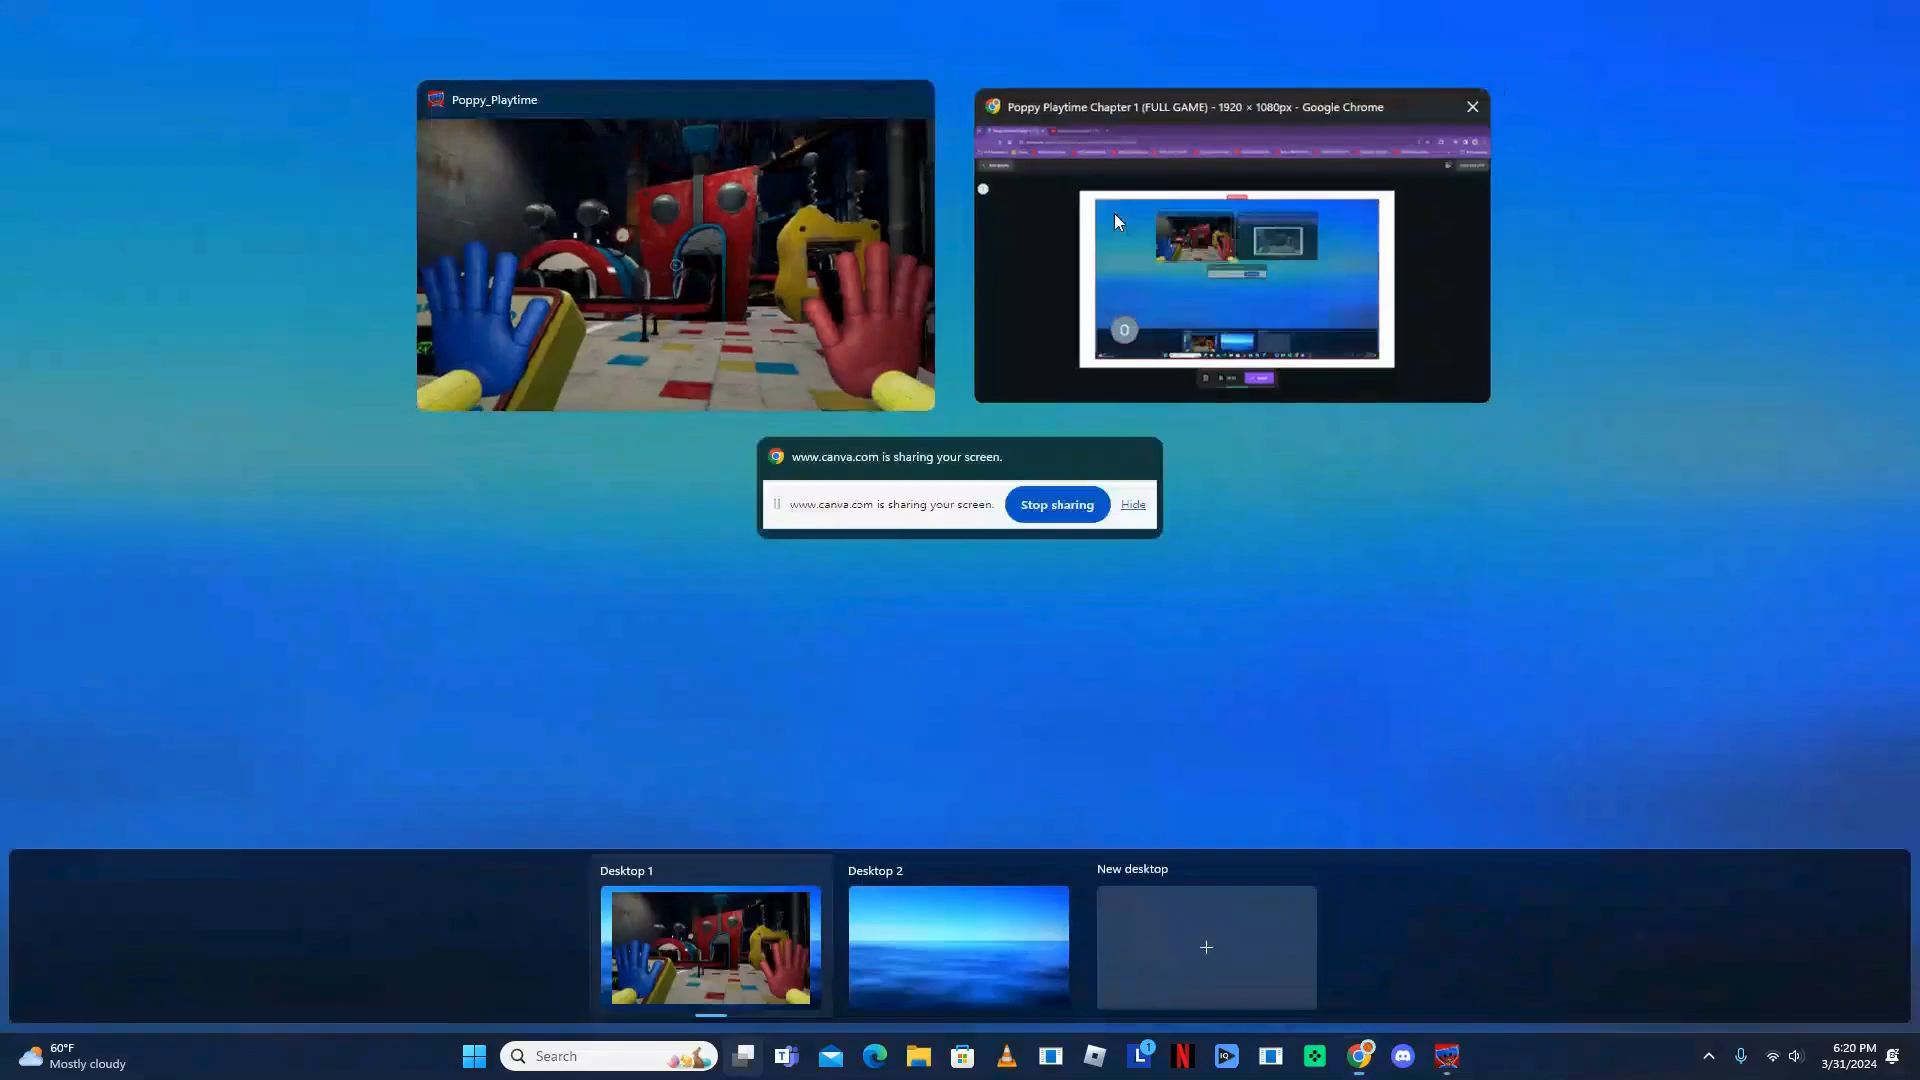 Poppy_Playtime
Poppy Playtime Chapter 1 (FULL GAME) - 1920 × 1080px - Google Chrome
0
www.canva.com is sharing your screen.
www.canva.com is sharing your screen.
Stop sharing
Hide
Desktop 1
Desktop 2
New desktop
60°F
Mostly cloudy
Search
1
6:20 PM
3/31/2024